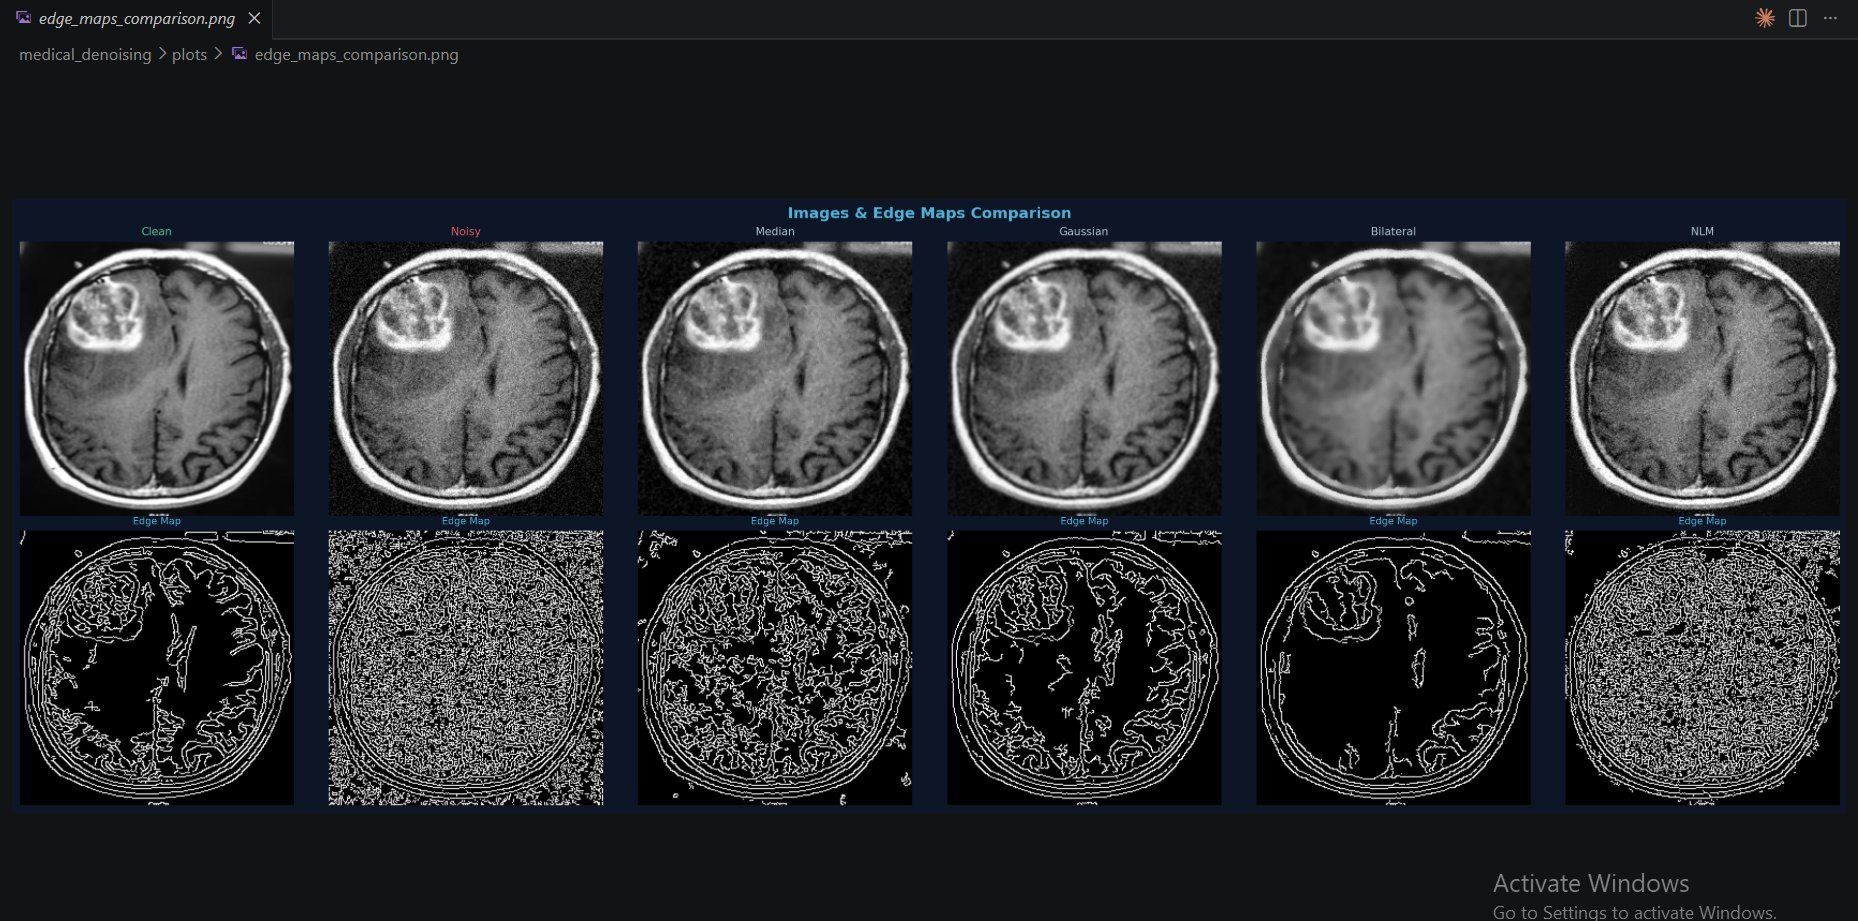 edge_maps_comparison.png
medical_denoising > plots > edge_maps_comparison.png
Images & Edge Maps Comparison
Clean Noisy Median Gaussian Bilateral NLM
Edge Map Edge Map Edge Map Edge Map Edge Map Edge Map
Activate Windows
Go to Settings to activate Windows.